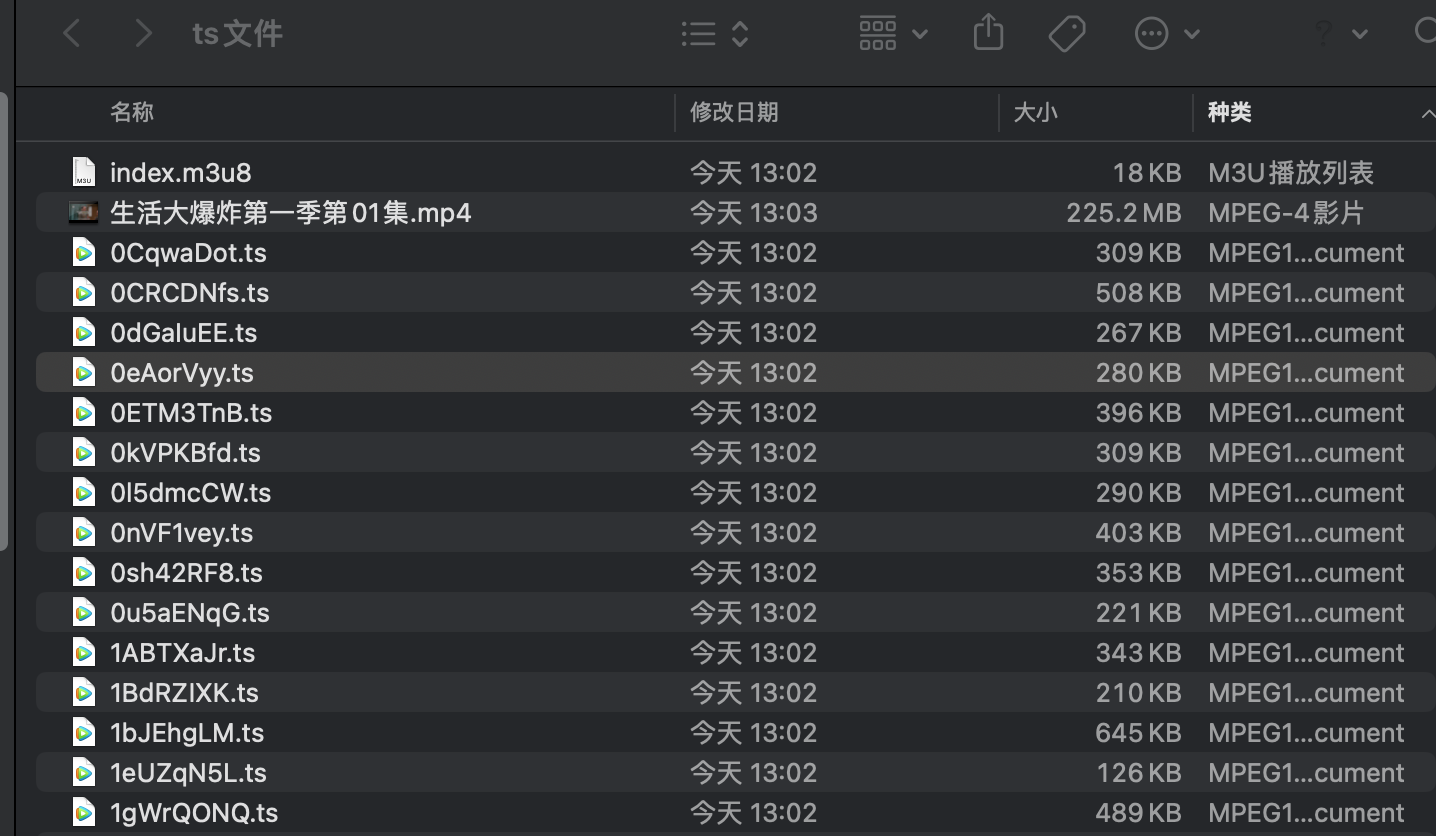 ts文件
名称 修改日期 大小 种类
index.m3u8 今天 13:02 18 KB M3U播放列表
生活大爆炸第一季第01集.mp4 今天 13:03 225.2 MB MPEG-4影片
0CqwaDot.ts 今天 13:02 309 KB MPEG1...cument
0CRCDNfs.ts 今天 13:02 508 KB MPEG1...cument
0dGaluEE.ts 今天 13:02 267 KB MPEG1...cument
0eAorVyy.ts 今天 13:02 280 KB MPEG1...cument
0ETM3TnB.ts 今天 13:02 396 KB MPEG1...cument
0kVPKBfd.ts 今天 13:02 309 KB MPEG1...cument
0l5dmcCW.ts 今天 13:02 290 KB MPEG1...cument
0nVF1vey.ts 今天 13:02 403 KB MPEG1...cument
0sh42RF8.ts 今天 13:02 353 KB MPEG1...cument
0u5aENqG.ts 今天 13:02 221 KB MPEG1...cument
1ABTXaJr.ts 今天 13:02 343 KB MPEG1...cument
1BdRZIXK.ts 今天 13:02 210 KB MPEG1...cument
1bJEhgLM.ts 今天 13:02 645 KB MPEG1...cument
1eUZqN5L.ts 今天 13:02 126 KB MPEG1...cument
1gWrQONQ.ts 今天 13:02 489 KB MPEG1...cument